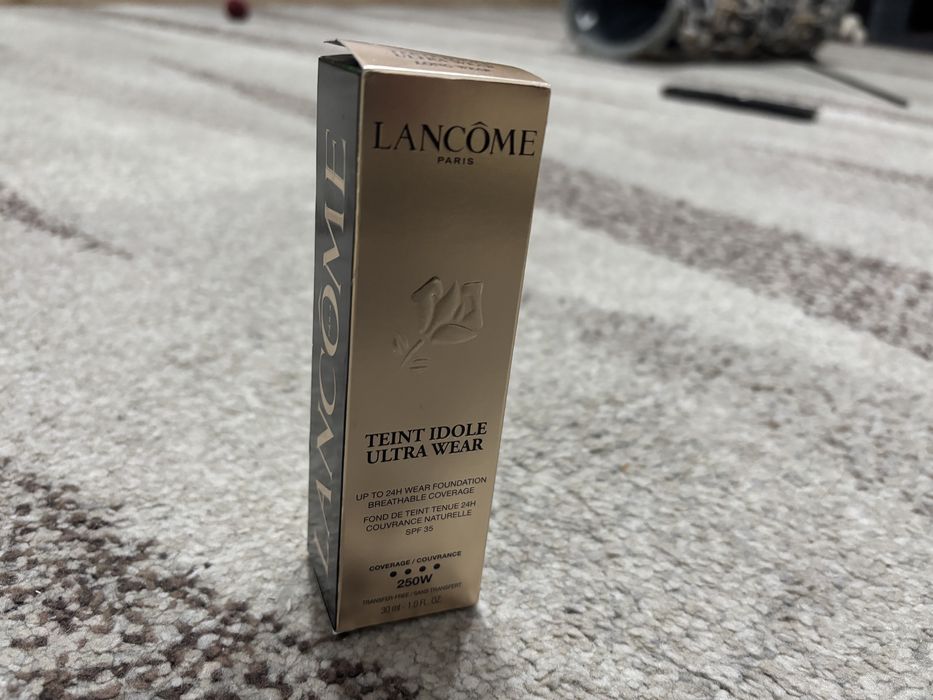 LANCÔME
PARIS
TEINT IDOLE
ULTRA WEAR
UP TO 24H WEAR FOUNDATION
BREATHABLE COVERAGE
FOND DE TEINT TENUE 24H
COUVRANCE NATURELLE
SPF 35
COVERAGE / COUVRANCE
250W
TRANSFER-FREE / SANS TRANSFERT
30 ml - 1.0 FL. OZ.
LANCÔME